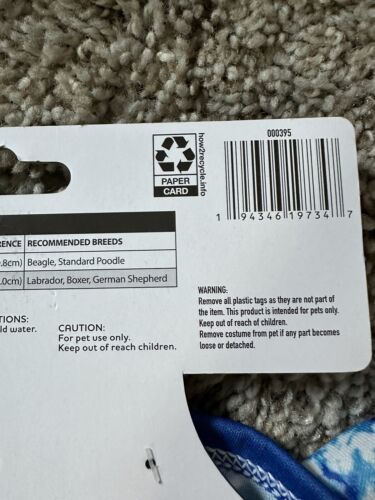 000395
how2recycle.info
PAPER
CARD
1 94346 19734 7
RENCE RECOMMENDED BREEDS
.8cm) Beagle, Standard Poodle
.0cm) Labrador, Boxer, German Shepherd
TIONS:
ld water.
CAUTION:
For pet use only.
Keep out of reach children.
WARNING:
Remove all plastic tags as they are not part of
the item. This product is intended for pets only.
Keep out of reach of children.
Remove costume from pet if any part becomes
loose or detached.